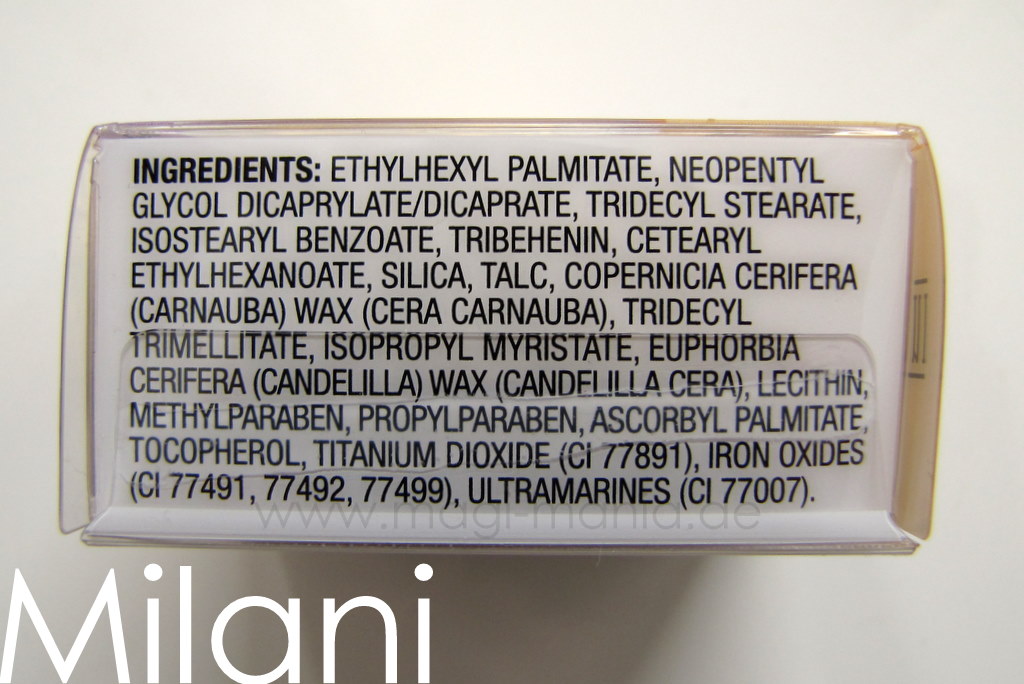 INGREDIENTS: ETHYLHEXYL PALMITATE, NEOPENTYL
GLYCOL DICAPRYLATE/DICAPRATE, TRIDECYL STEARATE,
ISOSTEARYL BENZOATE, TRIBEHENIN, CETEARYL
ETHYLHEXANOATE, SILICA, TALC, COPERNICIA CERIFERA
(CARNAUBA) WAX (CERA CARNAUBA), TRIDECYL
TRIMELLITATE, ISOPROPYL MYRISTATE, EUPHORBIA
CERIFERA (CANDELILLA) WAX (CANDELILLA CERA), LECITHIN,
METHYLPARABEN, PROPYLPARABEN, ASCORBYL PALMITATE,
TOCOPHEROL, TITANIUM DIOXIDE (CI 77891), IRON OXIDES
(CI 77491, 77492, 77499), ULTRAMARINES (CI 77007).
www.magi-mania.de
Milani